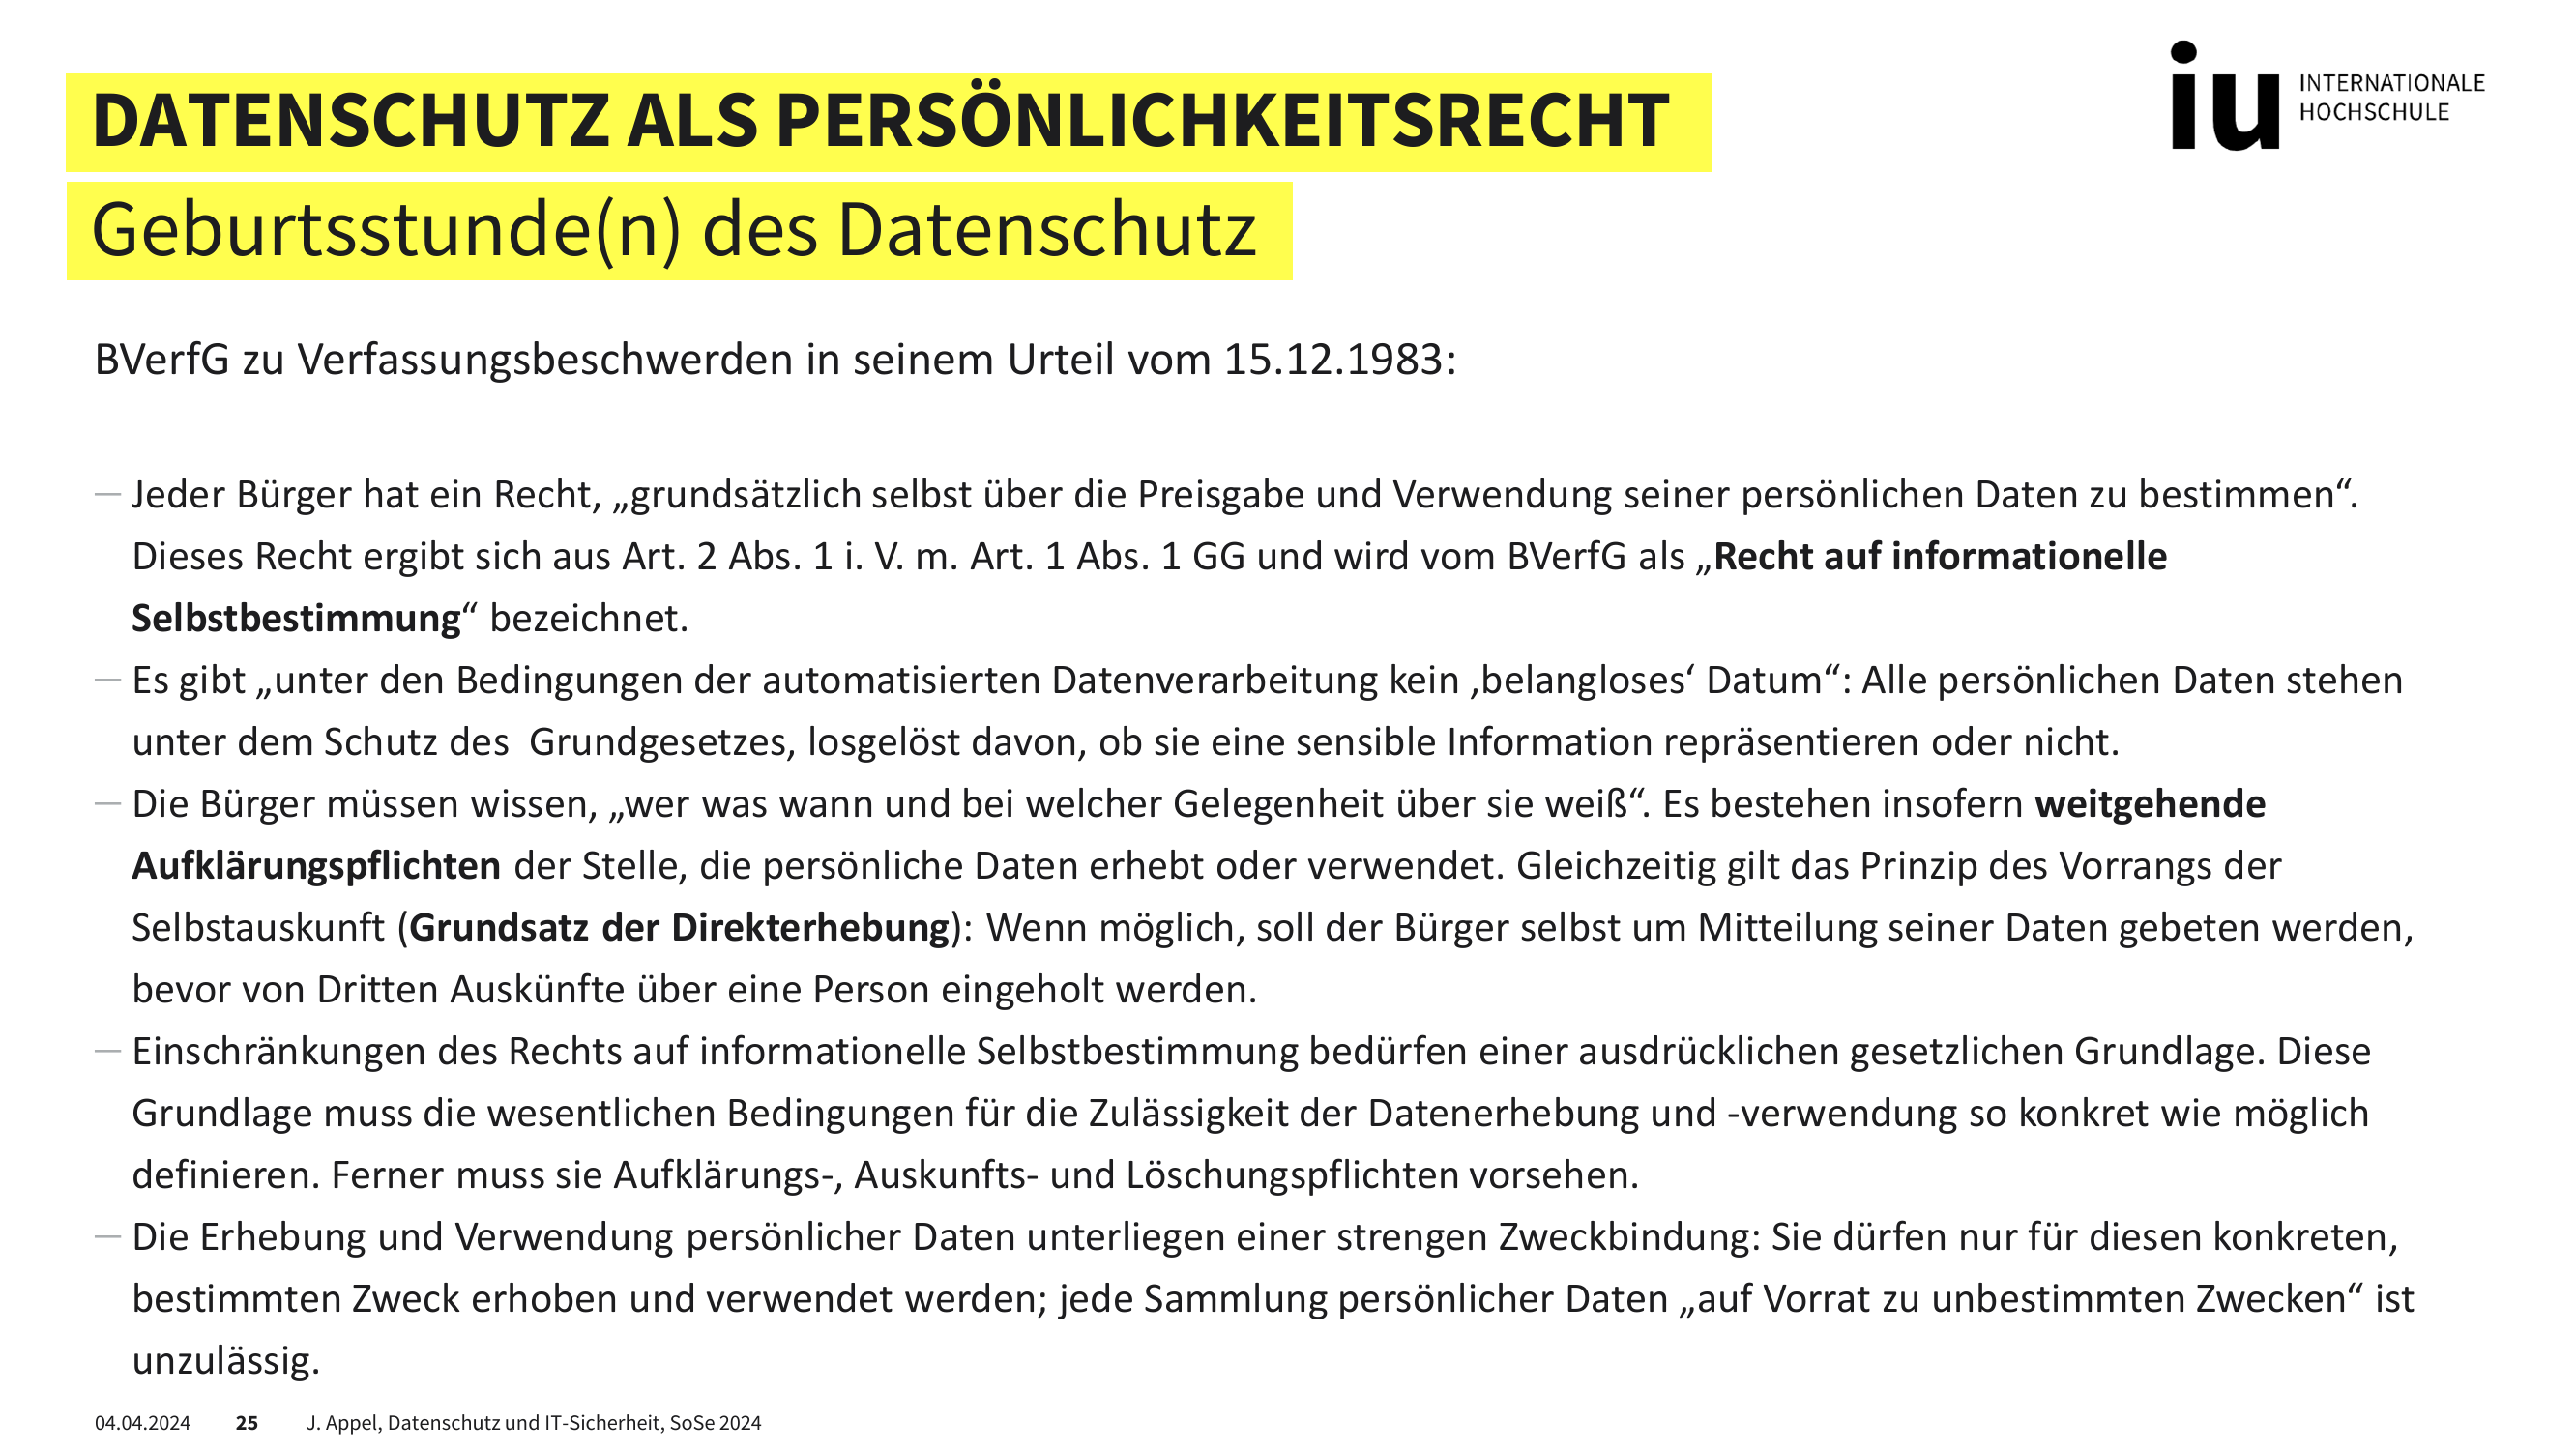 DATENSCHUTZ ALS PERSÖNLICHKEITSRECHT
Geburtsstunde(n) des Datenschutz
iu INTERNATIONALE
HOCHSCHULE
BVerfG zu Verfassungsbeschwerden in seinem Urteil vom 15.12.1983:
— Jeder Bürger hat ein Recht, „grundsätzlich selbst über die Preisgabe und Verwendung seiner persönlichen Daten zu bestimmen“.
Dieses Recht ergibt sich aus Art. 2 Abs. 1 i. V. m. Art. 1 Abs. 1 GG und wird vom BVerfG als „Recht auf informationelle
Selbstbestimmung“ bezeichnet.
— Es gibt „unter den Bedingungen der automatisierten Datenverarbeitung kein ‚belangloses‘ Datum“: Alle persönlichen Daten stehen
unter dem Schutz des  Grundgesetzes, losgelöst davon, ob sie eine sensible Information repräsentieren oder nicht.
— Die Bürger müssen wissen, „wer was wann und bei welcher Gelegenheit über sie weiß“. Es bestehen insofern weitgehende
Aufklärungspflichten der Stelle, die persönliche Daten erhebt oder verwendet. Gleichzeitig gilt das Prinzip des Vorrangs der
Selbstauskunft (Grundsatz der Direkterhebung): Wenn möglich, soll der Bürger selbst um Mitteilung seiner Daten gebeten werden,
bevor von Dritten Auskünfte über eine Person eingeholt werden.
— Einschränkungen des Rechts auf informationelle Selbstbestimmung bedürfen einer ausdrücklichen gesetzlichen Grundlage. Diese
Grundlage muss die wesentlichen Bedingungen für die Zulässigkeit der Datenerhebung und -verwendung so konkret wie möglich
definieren. Ferner muss sie Aufklärungs-, Auskunfts- und Löschungspflichten vorsehen.
— Die Erhebung und Verwendung persönlicher Daten unterliegen einer strengen Zweckbindung: Sie dürfen nur für diesen konkreten,
bestimmten Zweck erhoben und verwendet werden; jede Sammlung persönlicher Daten „auf Vorrat zu unbestimmten Zwecken“ ist
unzulässig.
04.04.2024 25 J. Appel, Datenschutz und IT-Sicherheit, SoSe 2024